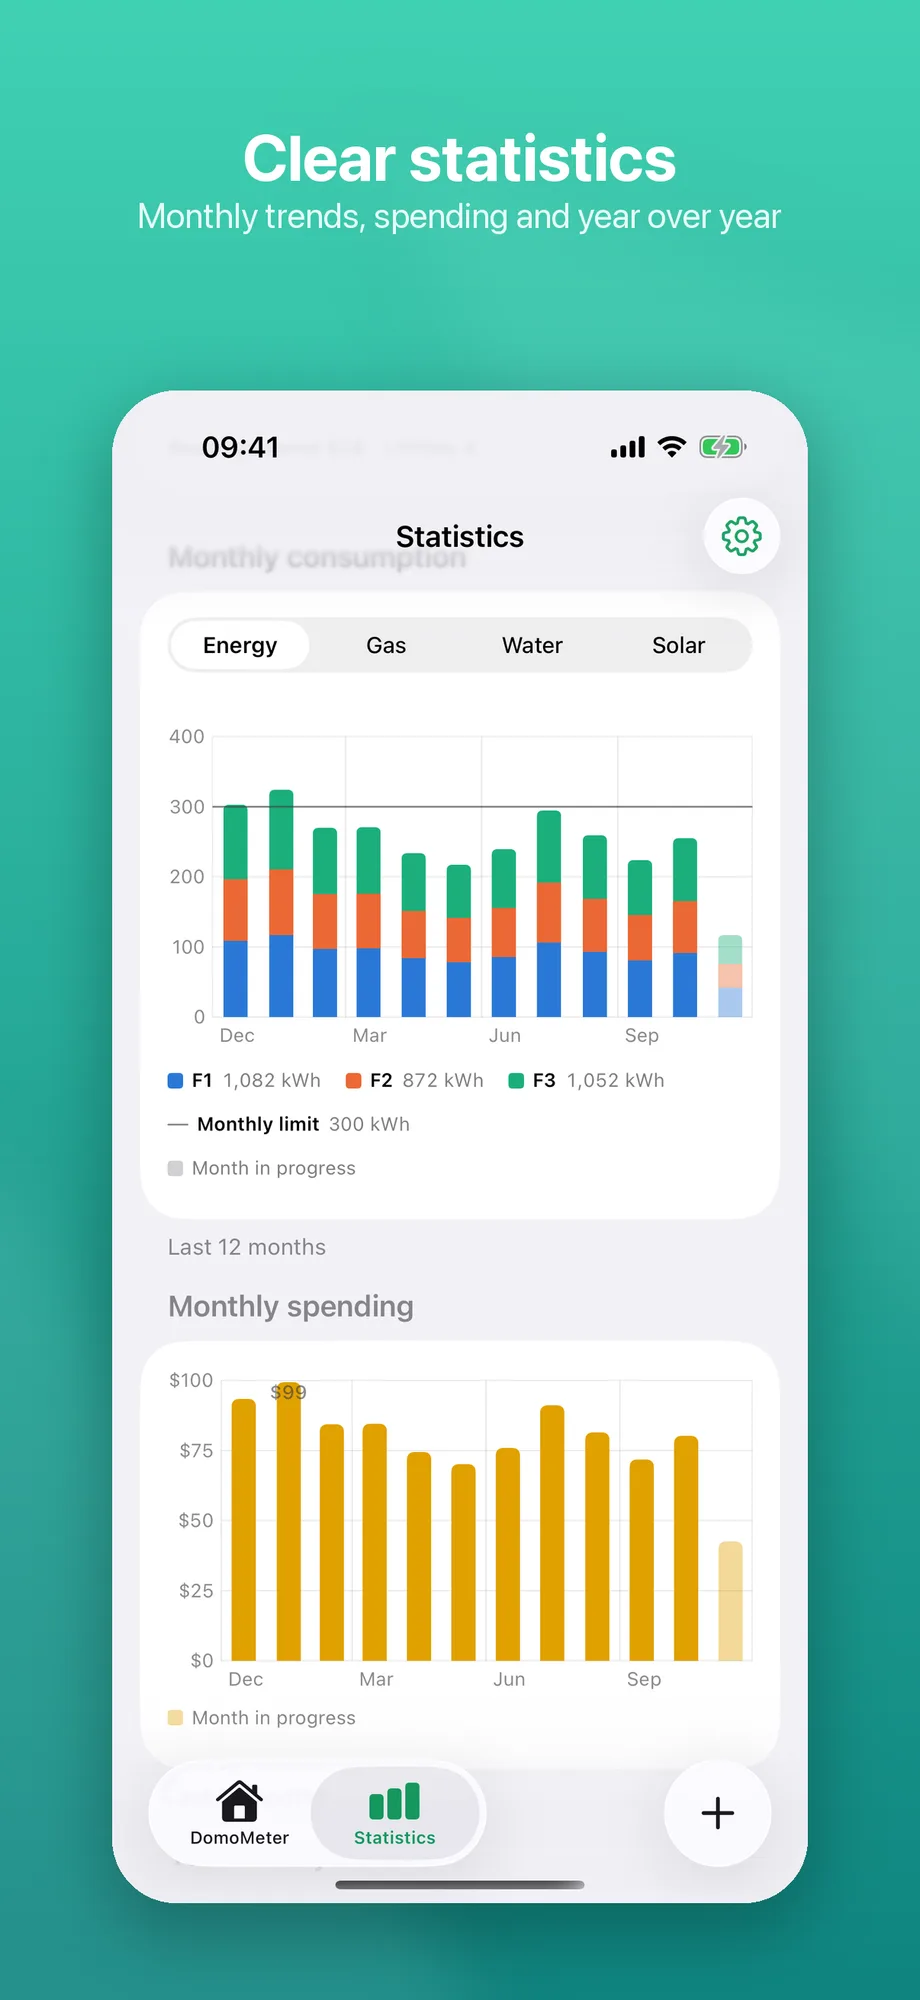 Clear statistics
Monthly trends, spending and year over year
09:41
Statistics
Monthly consumption
Energy Gas Water Solar
400
300
200
100
0
Dec Mar Jun Sep
F1 1,082 kWh F2 872 kWh F3 1,052 kWh
Monthly limit 300 kWh
Month in progress
Last 12 months
Monthly spending
$100
$99
$75
$50
$25
$0
Dec Mar Jun Sep
Month in progress
DomoMeter Statistics